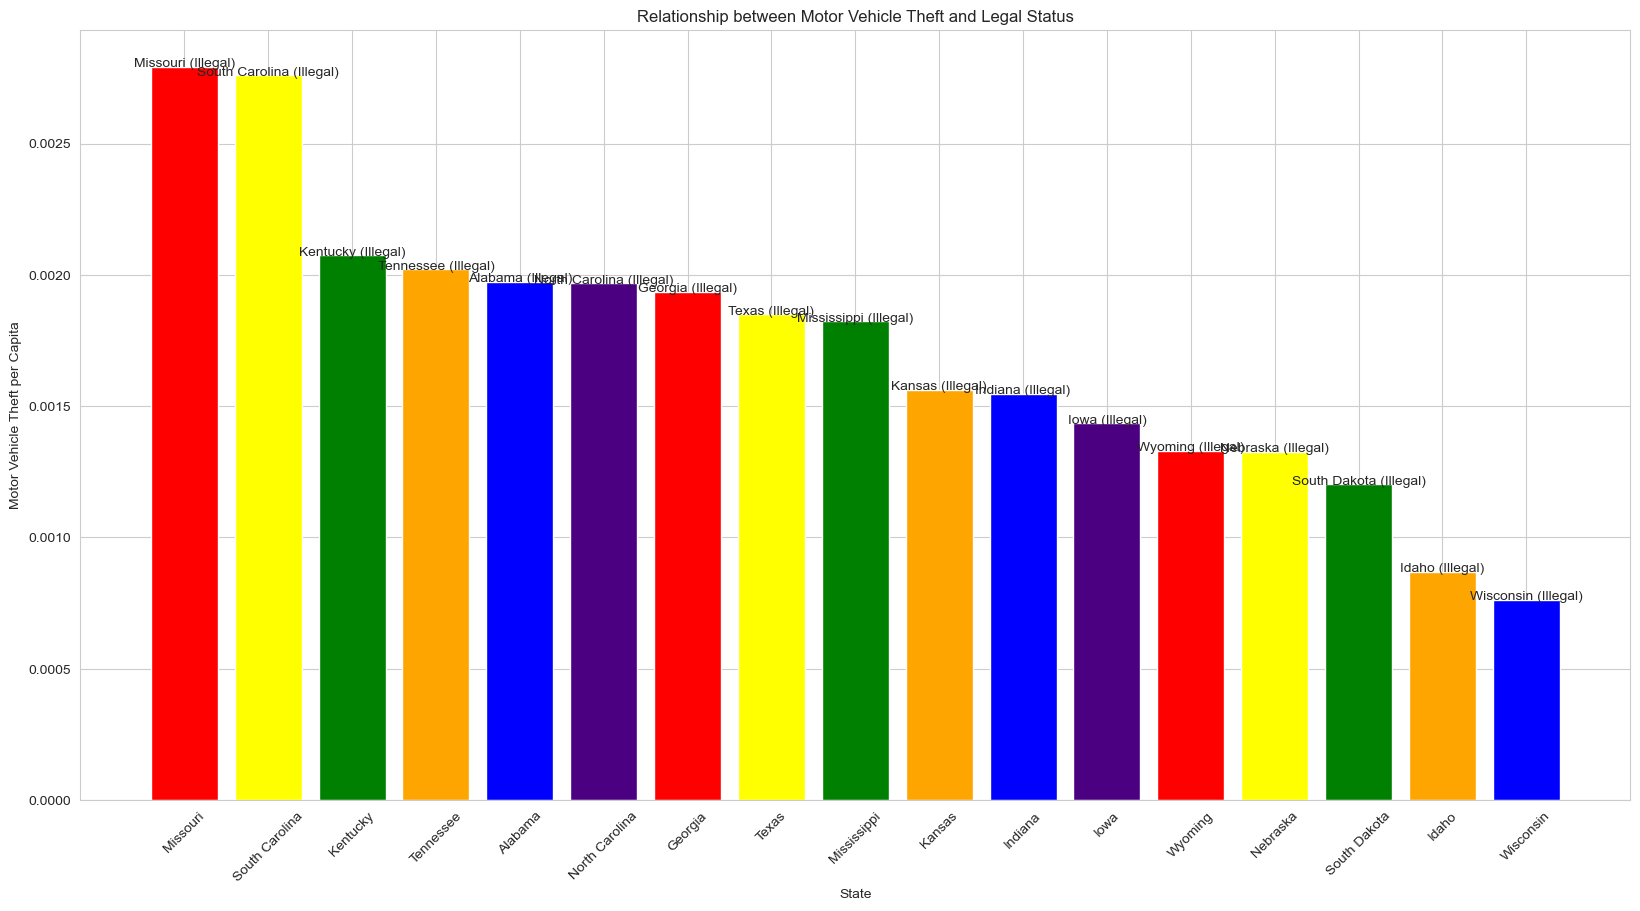 Relationship between Motor Vehicle Theft and Legal Status
Motor Vehicle Theft per Capita
0.0025
0.0020
0.0015
0.0010
0.0005
0.0000
Missouri (Illegal)
South Carolina (Illegal)
Kentucky (Illegal)
Tennessee (Illegal)
Alabama (Illegal)
North Carolina (Illegal)
Georgia (Illegal)
Texas (Illegal)
Mississippi (Illegal)
Kansas (Illegal)
Indiana (Illegal)
Iowa (Illegal)
Wyoming (Illegal)
Nebraska (Illegal)
South Dakota (Illegal)
Idaho (Illegal)
Wisconsin (Illegal)
Missouri
South Carolina
Kentucky
Tennessee
Alabama
North Carolina
Georgia
Texas
Mississippi
Kansas
Indiana
Iowa
Wyoming
Nebraska
South Dakota
Idaho
Wisconsin
State